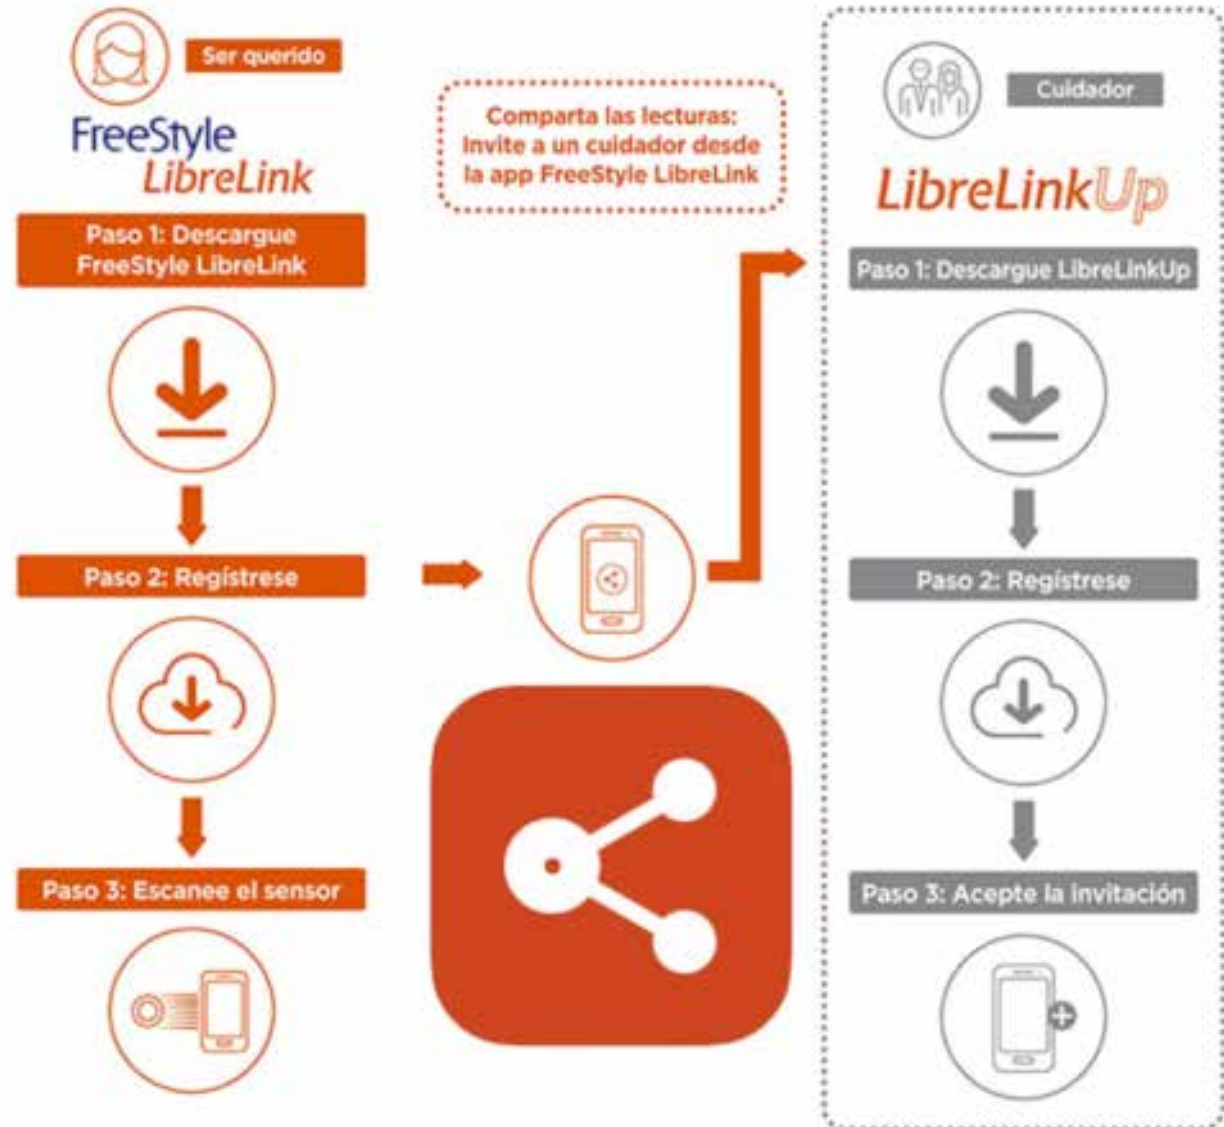 Ser querido
FreeStyle
LibreLink
Paso 1: Descargue
FreeStyle LibreLink
Paso 2: Regístrese
Paso 3: Escanee el sensor
Comparta las lecturas:
Invite a un cuidador desde
la app FreeStyle LibreLink
Cuidador
LibreLinkUp
Paso 1: Descargue LibreLinkUp
Paso 2: Regístrese
Paso 3: Acepte la invitación